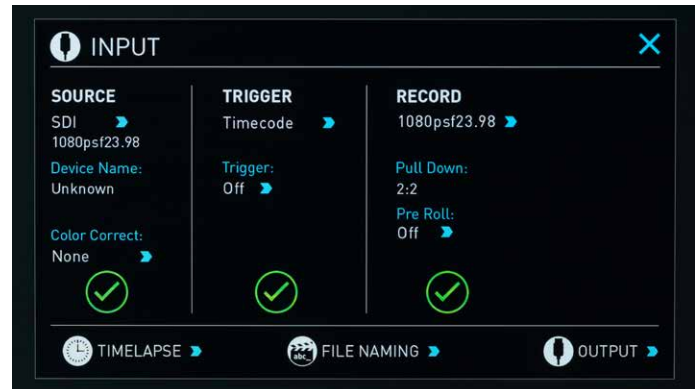 INPUT
SOURCE
SDI
1080psf23.98
Device Name:
Unknown
Color Correct:
None
TRIGGER
Timecode
Trigger:
Off
RECORD
1080psf23.98
Pull Down:
2:2
Pre Roll:
Off
TIMELAPSE
abc_
FILE NAMING
OUTPUT